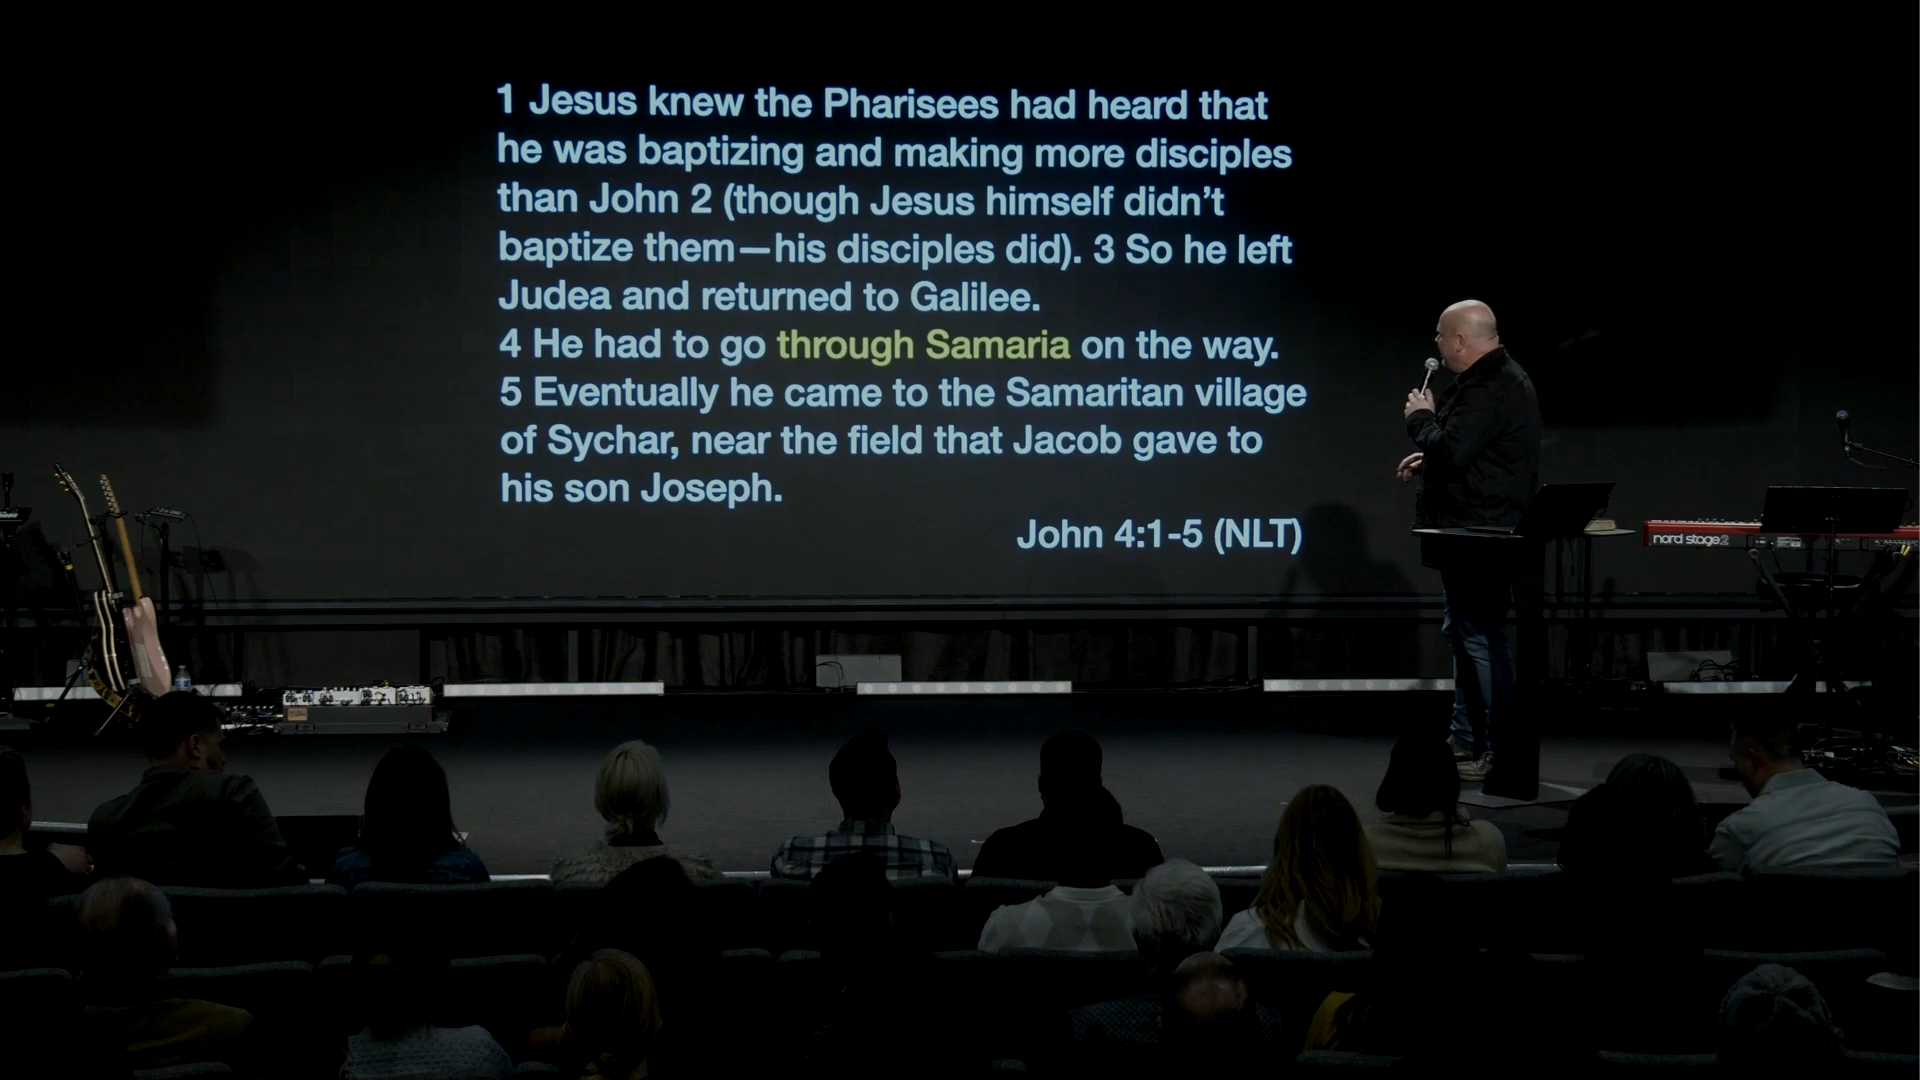 1 Jesus knew the Pharisees had heard that
he was baptizing and making more disciples
than John 2 (though Jesus himself didn’t
baptize them—his disciples did). 3 So he left
Judea and returned to Galilee.
4 He had to go through Samaria on the way.
5 Eventually he came to the Samaritan village
of Sychar, near the field that Jacob gave to
his son Joseph.
John 4:1-5 (NLT)
nord stage2